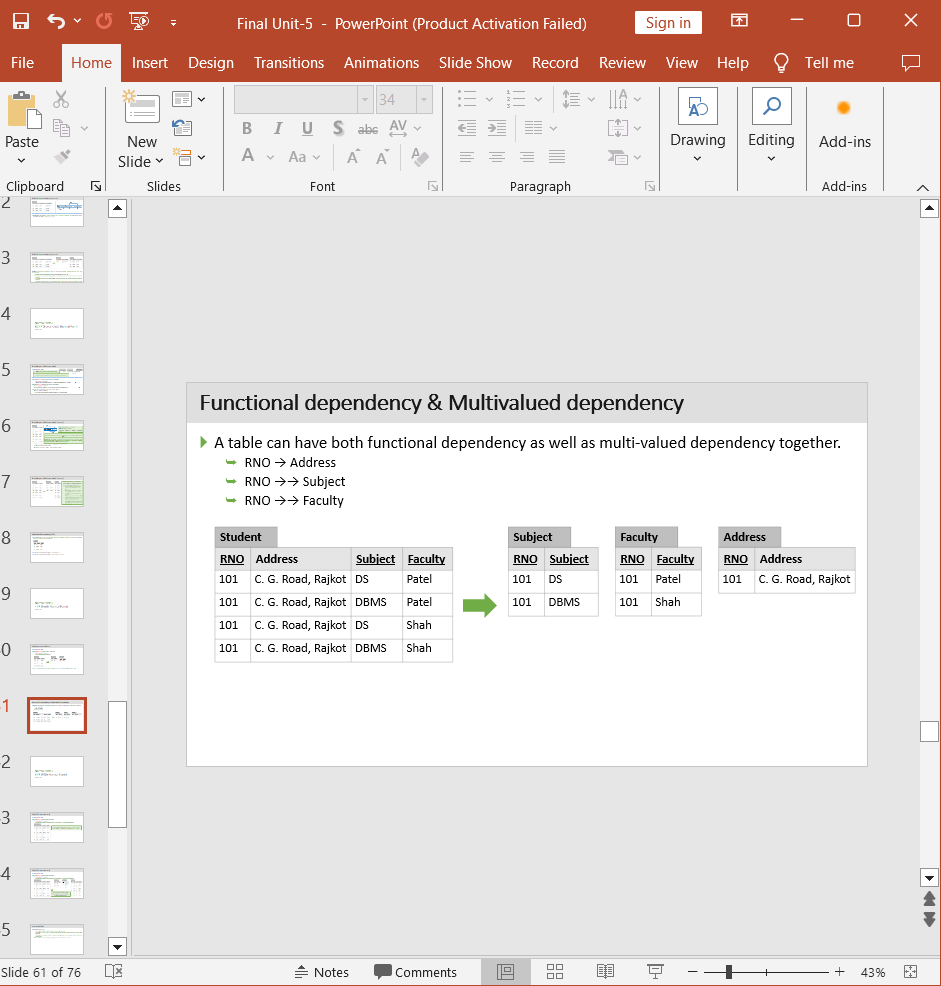 Final Unit-5 - PowerPoint (Product Activation Failed)
Sign in
File Home Insert Design Transitions Animations Slide Show Record Review View Help Tell me
Paste
New
Slide
34
B I U S abc AV
A Aa A A A
Drawing
Editing
Add-ins
Clipboard Slides Font Paragraph Add-ins
2
3
4
5
6
7
8
9
0
1
2
3
4
5
Functional dependency & Multivalued dependency
A table can have both functional dependency as well as multi-valued dependency together.
RNO → Address
RNO →→ Subject
RNO →→ Faculty
Student
RNO Address Subject Faculty
101 C. G. Road, Rajkot DS Patel
101 C. G. Road, Rajkot DBMS Patel
101 C. G. Road, Rajkot DS Shah
101 C. G. Road, Rajkot DBMS Shah
Subject
RNO Subject
101 DS
101 DBMS
Faculty
RNO Faculty
101 Patel
101 Shah
Address
RNO Address
101 C. G. Road, Rajkot
Slide 61 of 76
Notes
Comments
43%